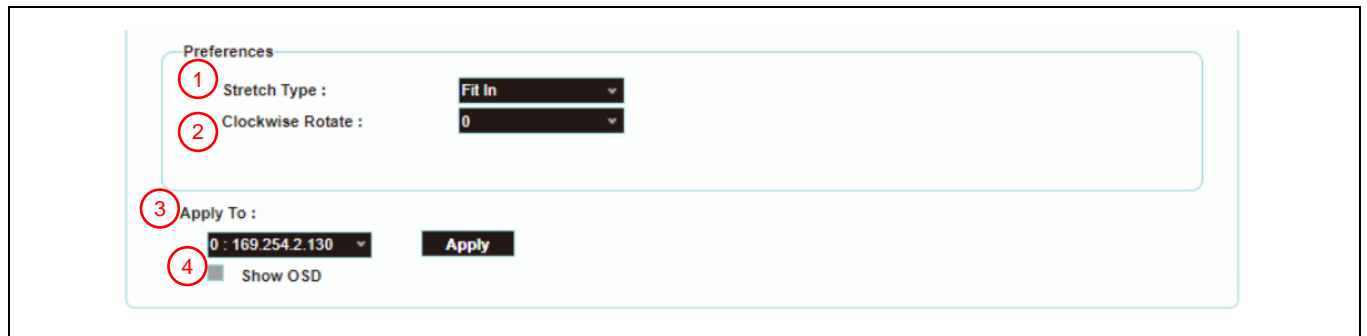 Preferences
1 Stretch Type : Fit In
2 Clockwise Rotate : 0
3 Apply To :
0 : 169.254.2.130 Apply
4 Show OSD